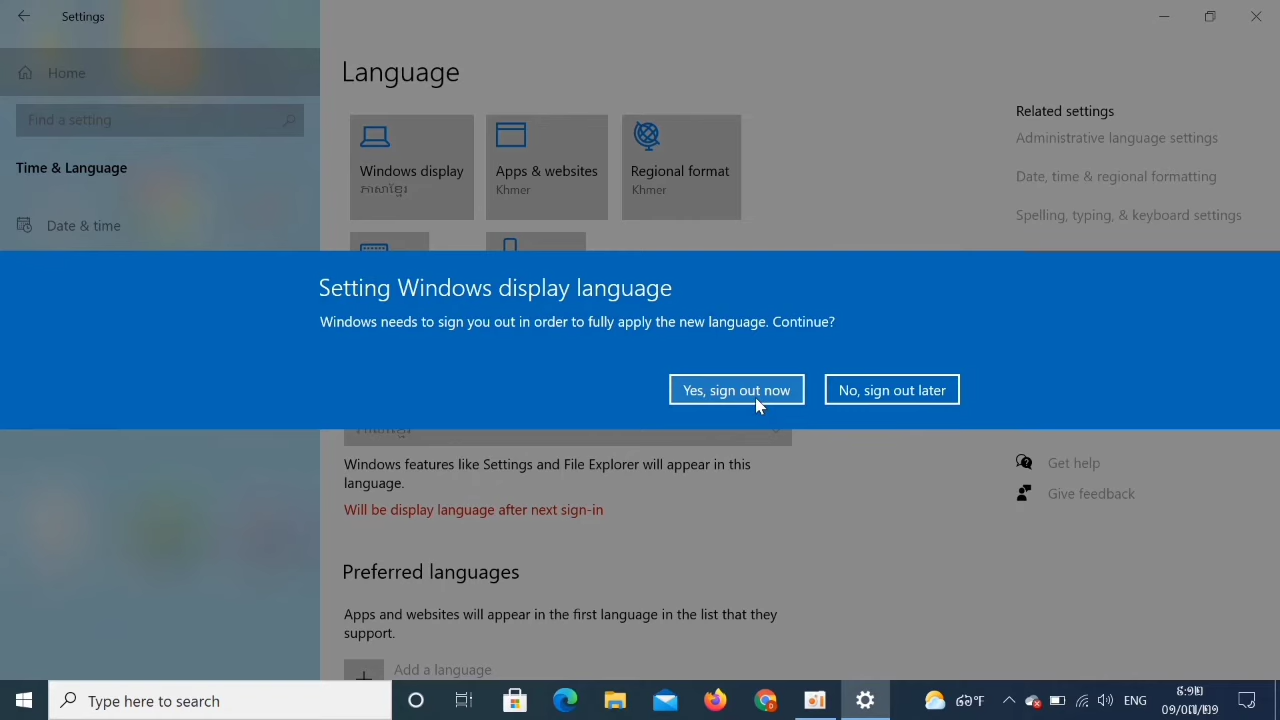 Settings
Home
Find a setting
Time & Language
Date & time
Language
Windows display
ភាសាខ្មែរ
Apps & websites
Khmer
Regional format
Khmer
Related settings
Administrative language settings
Date, time & regional formatting
Spelling, typing, & keyboard settings
Setting Windows display language
Windows needs to sign you out in order to fully apply the new language. Continue?
Yes, sign out now
No, sign out later
Windows features like Settings and File Explorer will appear in this
language.
Will be display language after next sign-in
Get help
Give feedback
Preferred languages
Apps and websites will appear in the first language in the list that they
support.
Add a language
Type here to search
ENG